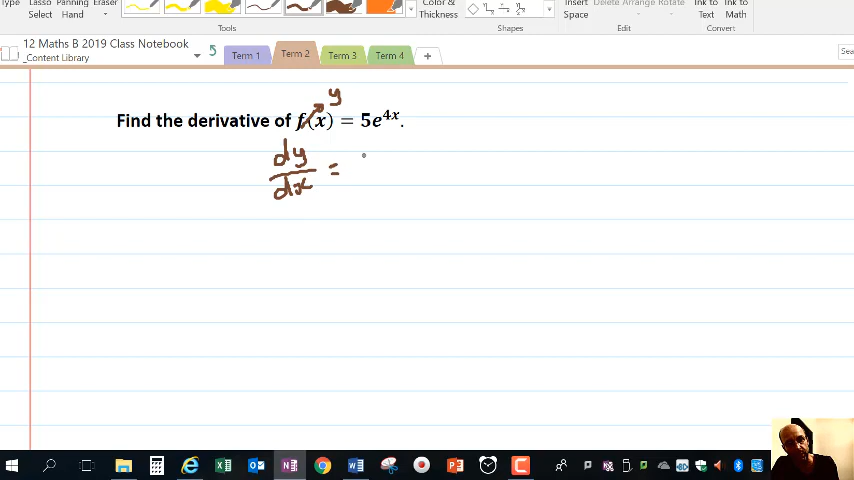 Type
Lasso Select
Panning Hand
Eraser
Color & Thickness
Insert Space
Delete Arrange Rotate
Ink to Text
Ink to Math
Tools
Shapes
Edit
Convert
12 Maths B 2019 Class Notebook
_Content Library
Term 1
Term 2
Term 3
Term 4
+
Sea
y
Find the derivative of f(x) = 5e^{4x}.
dy/dx =